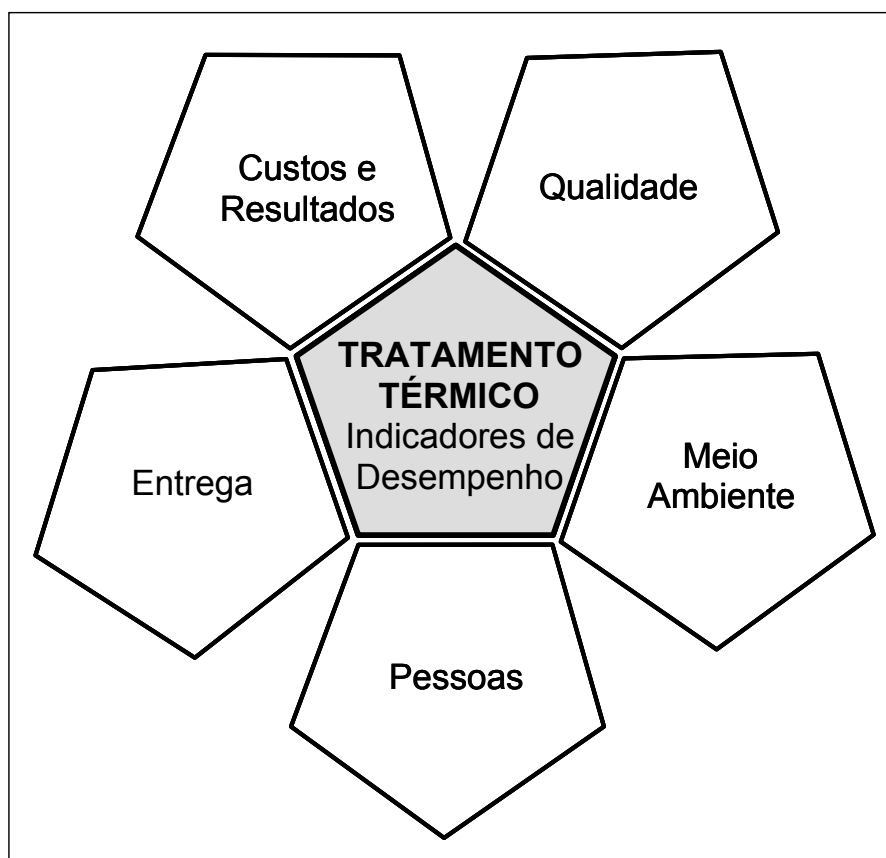 Custos e
Resultados
Qualidade
TRATAMENTO
TÉRMICO
Indicadores de
Desempenho
Entrega
Meio
Ambiente
Pessoas